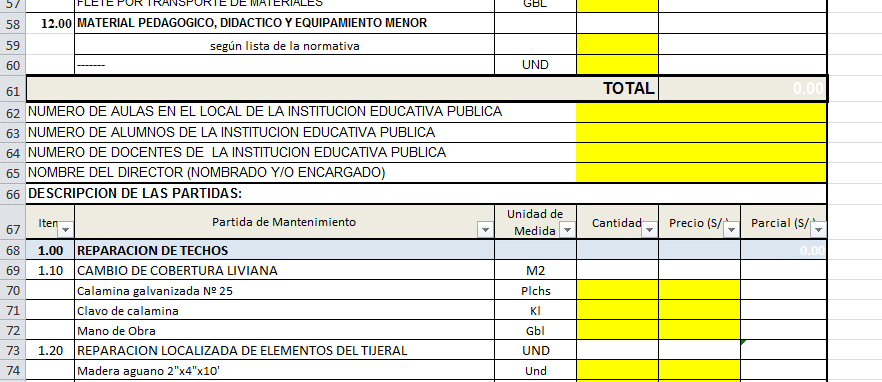 57 FLETE POR TRANSPORTE DE MATERIALES GBL
58 12.00 MATERIAL PEDAGOGICO, DIDACTICO Y EQUIPAMIENTO MENOR
59 según lista de la normativa
60 ------- UND
61 TOTAL 0.00
62 NUMERO DE AULAS EN EL LOCAL DE LA INSTITUCION EDUCATIVA PUBLICA
63 NUMERO DE ALUMNOS DE LA INSTITUCION EDUCATIVA PUBLICA
64 NUMERO DE DOCENTES DE LA INSTITUCION EDUCATIVA PUBLICA
65 NOMBRE DEL DIRECTOR (NOMBRADO Y/O ENCARGADO)
66 DESCRIPCION DE LAS PARTIDAS:
67 Item Partida de Mantenimiento Unidad de Medida Cantidad Precio (S/.) Parcial (S/.)
68 1.00 REPARACION DE TECHOS 0.00
69 1.10 CAMBIO DE COBERTURA LIVIANA M2
70 Calamina galvanizada Nº 25 Plchs
71 Clavo de calamina Kl
72 Mano de Obra Gbl
73 1.20 REPARACION LOCALIZADA DE ELEMENTOS DEL TIJERAL UND
74 Madera aguano 2"x4"x10' Und